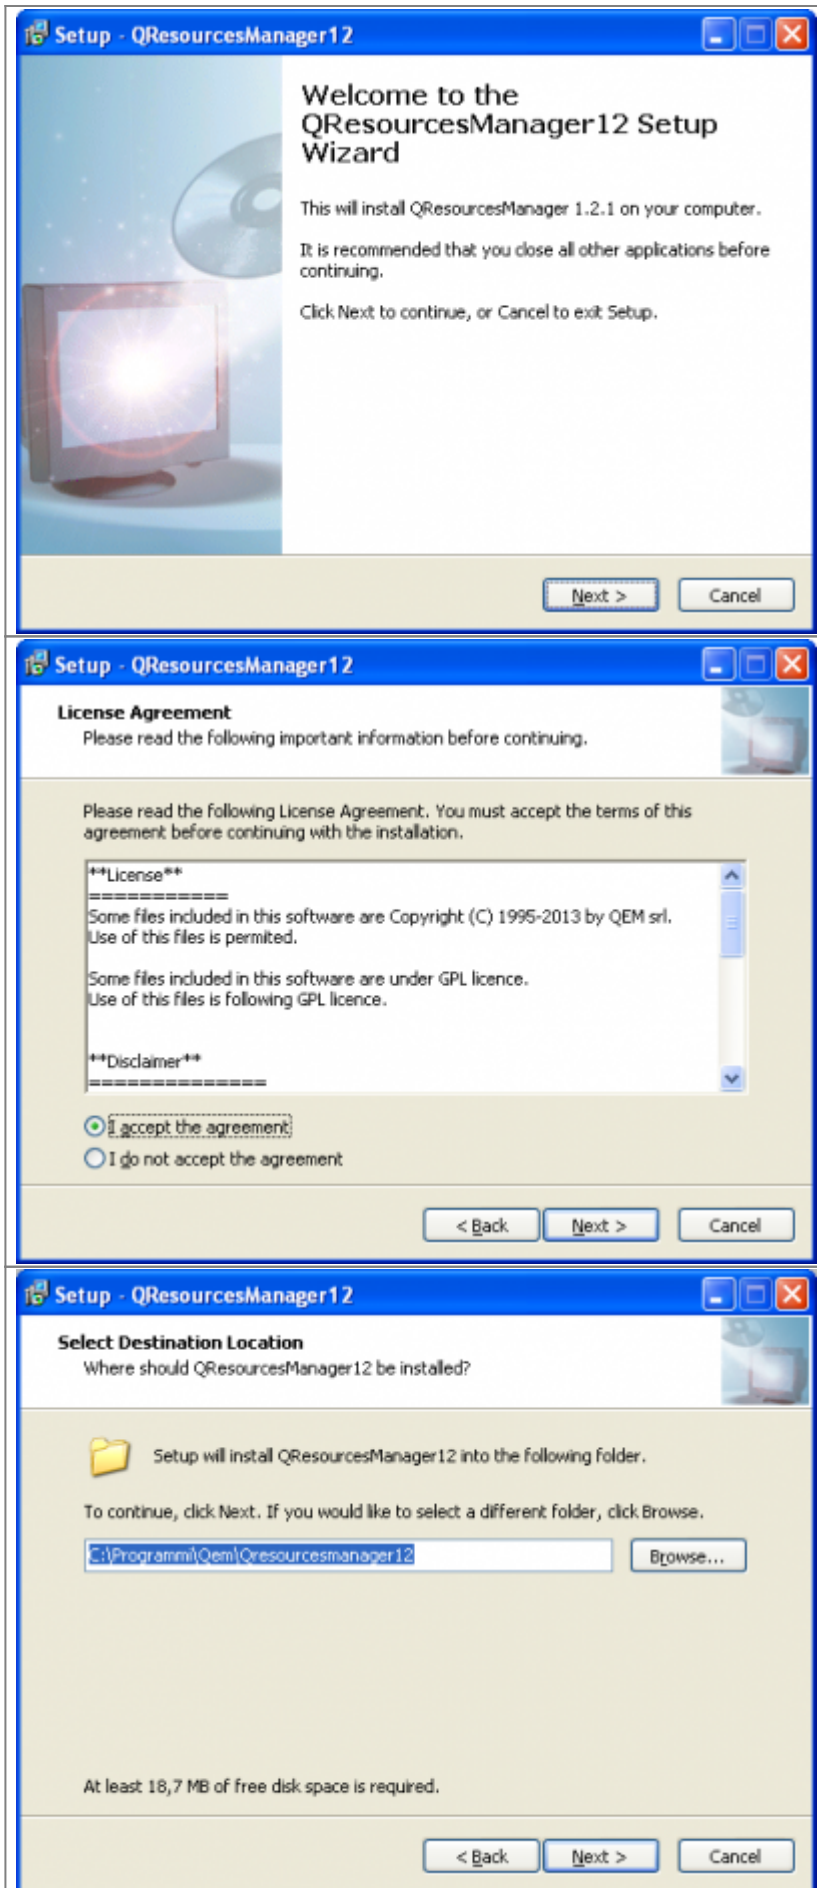 Setup - QResourcesManager12
Welcome to the
QResourcesManager12 Setup
Wizard
This will install QResourcesManager 1.2.1 on your computer.
It is recommended that you close all other applications before
continuing.
Click Next to continue, or Cancel to exit Setup.
Next >
Cancel
Setup - QResourcesManager12
License Agreement
Please read the following important information before continuing.
Please read the following License Agreement. You must accept the terms of this
agreement before continuing with the installation.
**License**
===========
Some files included in this software are Copyright (C) 1995-2013 by QEM srl.
Use of this files is permited.
Some files included in this software are under GPL licence.
Use of this files is following GPL licence.
**Disclaimer**
==============
I accept the agreement
I do not accept the agreement
< Back
Next >
Cancel
Setup - QResourcesManager12
Select Destination Location
Where should QResourcesManager12 be installed?
Setup will install QResourcesManager12 into the following folder.
To continue, click Next. If you would like to select a different folder, click Browse.
C:\Programmi\Qem\Qresourcesmanager12
Browse...
At least 18,7 MB of free disk space is required.
< Back
Next >
Cancel